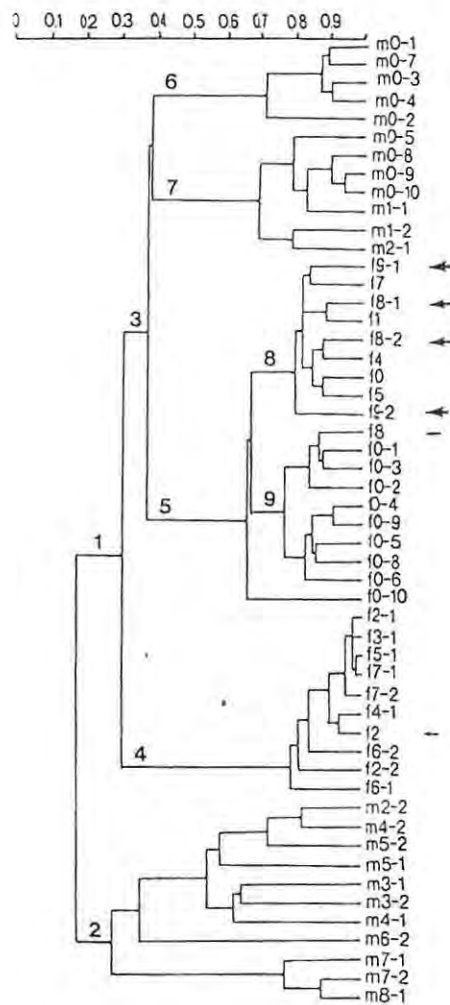 0 0.1 0.2 0.3 0.4 0.5 0.6 0.7 0.8 0.9
m0-1
m0-7
6
m0-3
m0-4
m0-2
m0-5
m0-8
7
m0-9
m0-10
m1-1
m1-2
m2-1
f9-1
f7
3
f8-1
f1
f8-2
8
f4
f0
f5
f9-2
f8
f0-1
f0-3
f0-2
5
9
f0-4
f0-9
1
f0-5
f0-8
f0-6
f0-10
f2-1
f3-1
f5-1
f7-1
f7-2
f4-1
f2
4
f6-2
f2-2
f6-1
m2-2
m4-2
m5-2
m5-1
m3-1
m3-2
m4-1
2
m6-2
m7-1
m7-2
m8-1